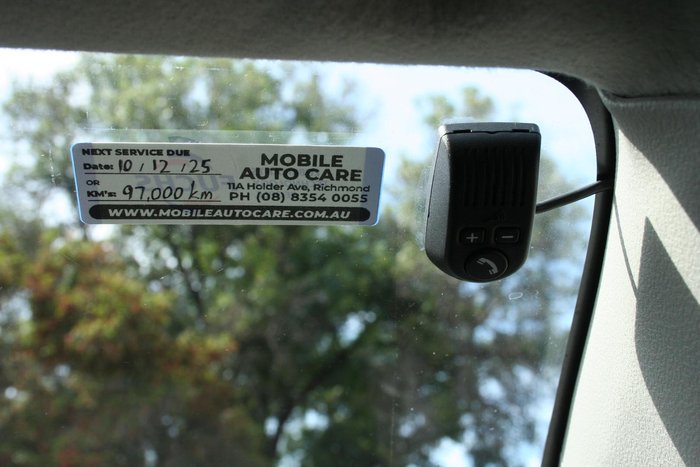 NEXT SERVICE DUE
Date: 10 / 12 / 25
OR
KM's: 97,000 km
MOBILE
AUTO CARE
11A Holder Ave, Richmond
PH (08) 8354 0055
WWW.MOBILEAUTOCARE.COM.AU
+ −